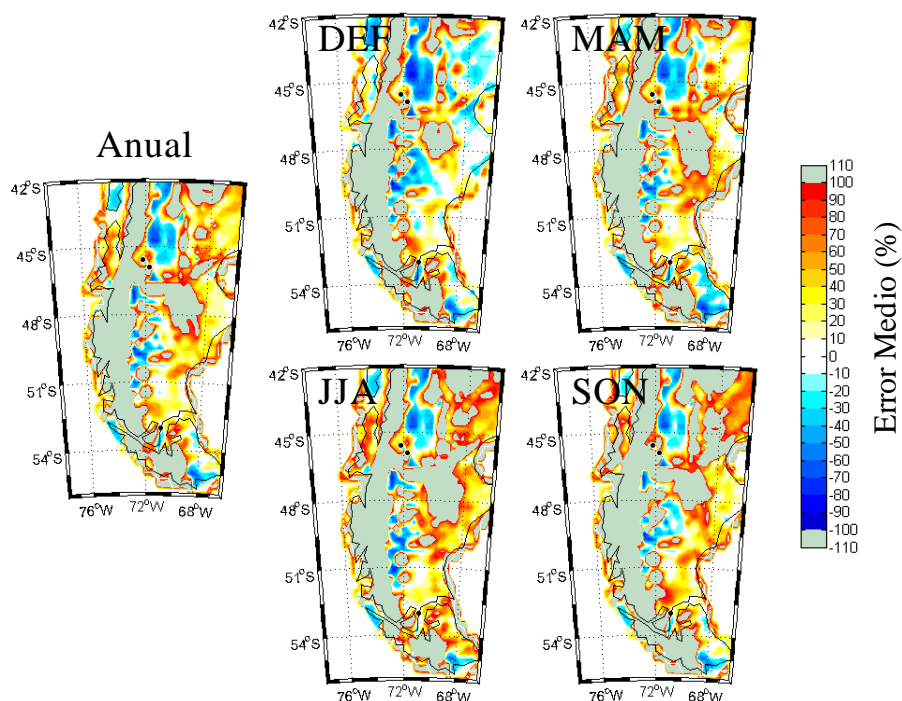 DEF
MAM
42°S
45°S
48°S
51°S
54°S
76°W
72°W
68°W
42°S
45°S
48°S
51°S
54°S
76°W
72°W
68°W
Anual
42°S
45°S
48°S
51°S
54°S
76°W
72°W
68°W
JJA
SON
42°S
45°S
48°S
51°S
54°S
76°W
72°W
68°W
42°S
45°S
48°S
51°S
54°S
76°W
72°W
68°W
110
100
90
80
70
60
50
40
30
20
10
0
-10
-20
-30
-40
-50
-60
-70
-80
-90
-100
-110
Error Medio (%)